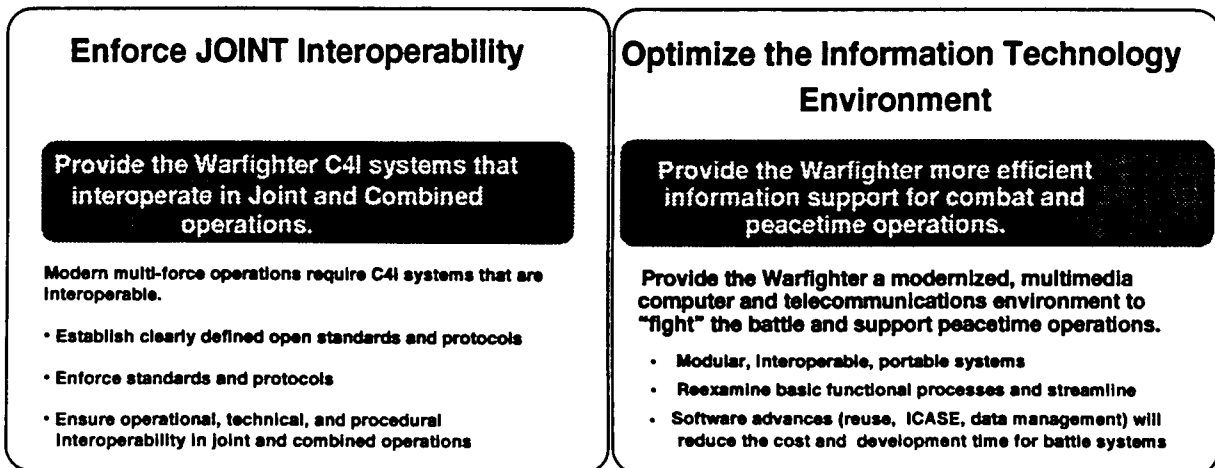 Enforce JOINT Interoperability
Provide the Warfighter C4I systems that
interoperate in Joint and Combined
operations.
Modern multi-force operations require C4I systems that are
Interoperable.
• Establish clearly defined open standards and protocols
• Enforce standards and protocols
• Ensure operational, technical, and procedural
Interoperability in joint and combined operations
Optimize the Information Technology
Environment
Provide the Warfighter more efficient
information support for combat and
peacetime operations.
Provide the Warfighter a modernized, multimedia
computer and telecommunications environment to
"fight" the battle and support peacetime operations.
• Modular, Interoperable, portable systems
• Reexamine basic functional processes and streamline
• Software advances (reuse, ICASE, data management) will
reduce the cost and development time for battle systems